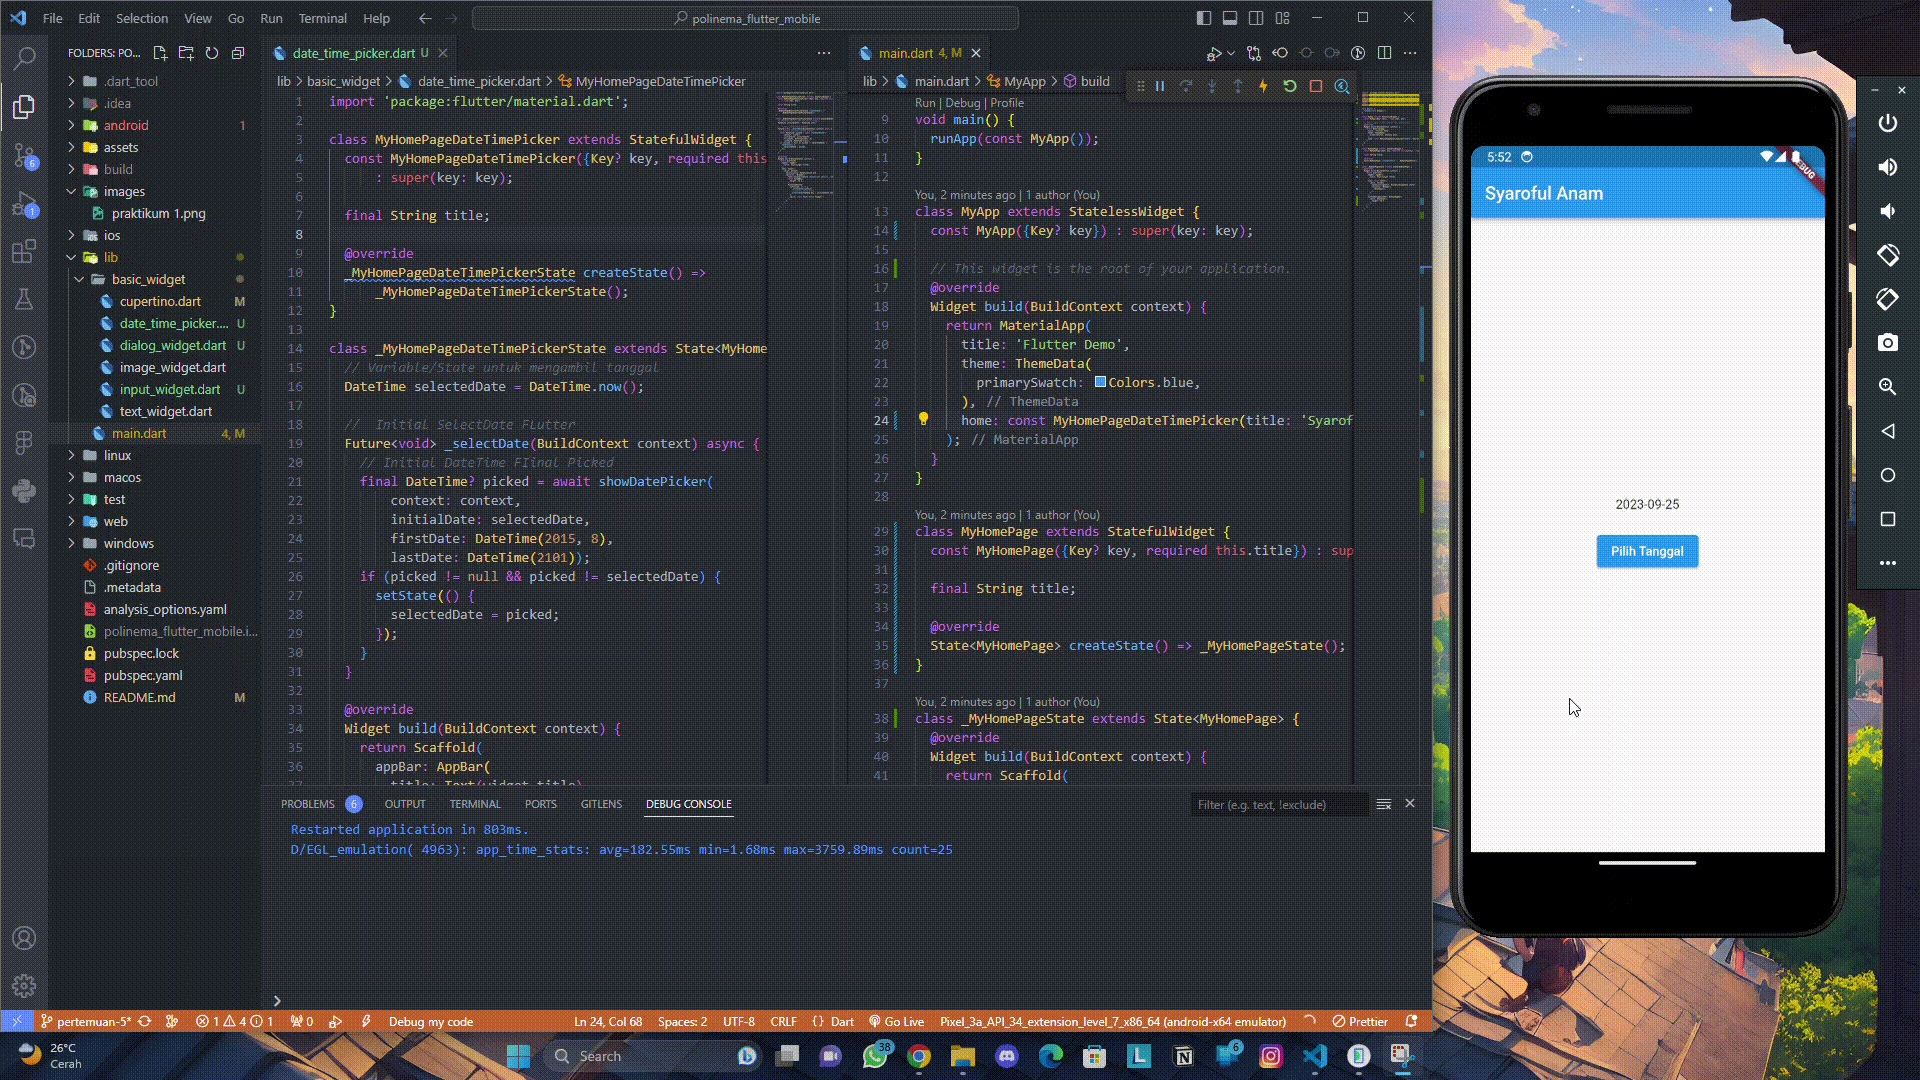 File Edit Selection View Go Run Terminal Help
polinema_flutter_mobile
FOLDERS: PO...
.dart_tool
.idea
android 1
assets
build
images
praktikum 1.png
ios
lib
basic_widget
cupertino.dart M
date_time_picker.... U
dialog_widget.dart U
image_widget.dart
input_widget.dart U
text_widget.dart
main.dart 4, M
linux
macos
test
web
windows
.gitignore
.metadata
analysis_options.yaml
polinema_flutter_mobile.i...
pubspec.lock
pubspec.yaml
README.md M
6
1
date_time_picker.dart U
lib > basic_widget > date_time_picker.dart > MyHomePageDateTimePicker
1 import 'package:flutter/material.dart';
2
3 class MyHomePageDateTimePicker extends StatefulWidget {
4 const MyHomePageDateTimePicker({Key? key, required this
5 : super(key: key);
6
7 final String title;
8
9 @override
10 _MyHomePageDateTimePickerState createState() =>
11 _MyHomePageDateTimePickerState();
12 }
13
14 class _MyHomePageDateTimePickerState extends State<MyHome
15 // Variable/State untuk mengambil tanggal
16 DateTime selectedDate = DateTime.now();
17
18 //  Initial SelectDate FLutter
19 Future<void> _selectDate(BuildContext context) async {
20 // Initial DateTime FIinal Picked
21 final DateTime? picked = await showDatePicker(
22 context: context,
23 initialDate: selectedDate,
24 firstDate: DateTime(2015, 8),
25 lastDate: DateTime(2101));
26 if (picked != null && picked != selectedDate) {
27 setState(() {
28 selectedDate = picked;
29 });
30 }
31 }
32
33 @override
34 Widget build(BuildContext context) {
35 return Scaffold(
36 appBar: AppBar(
37 title: Text(widget.title)
main.dart 4, M
lib > main.dart > MyApp > build
Run | Debug | Profile
9 void main() {
10 runApp(const MyApp());
11 }
12
You, 2 minutes ago | 1 author (You)
13 class MyApp extends StatelessWidget {
14 const MyApp({Key? key}) : super(key: key);
15
16 // This widget is the root of your application.
17 @override
18 Widget build(BuildContext context) {
19 return MaterialApp(
20 title: 'Flutter Demo',
21 theme: ThemeData(
22 primarySwatch: Colors.blue,
23 ), // ThemeData
24 home: const MyHomePageDateTimePicker(title: 'Syarof
25 ); // MaterialApp
26 }
27 }
28
You, 2 minutes ago | 1 author (You)
29 class MyHomePage extends StatefulWidget {
30 const MyHomePage({Key? key, required this.title}) : sup
31
32 final String title;
33
34 @override
35 State<MyHomePage> createState() => _MyHomePageState();
36 }
37
You, 2 minutes ago | 1 author (You)
38 class _MyHomePageState extends State<MyHomePage> {
39 @override
40 Widget build(BuildContext context) {
41 return Scaffold(
PROBLEMS 6 OUTPUT TERMINAL PORTS GITLENS DEBUG CONSOLE
Filter (e.g. text, !exclude)
Restarted application in 803ms.
D/EGL_emulation( 4963): app_time_stats: avg=182.55ms min=1.68ms max=3759.89ms count=25
pertemuan-5* 1 4 1 0 Debug my code Ln 24, Col 68 Spaces: 2 UTF-8 CRLF {} Dart Go Live Pixel_3a_API_34_extension_level_7_x86_64 (android-x64 emulator) Prettier
5:52
DEBUG
Syaroful Anam
2023-09-25
Pilih Tanggal
26°C
Cerah
Search
38
6